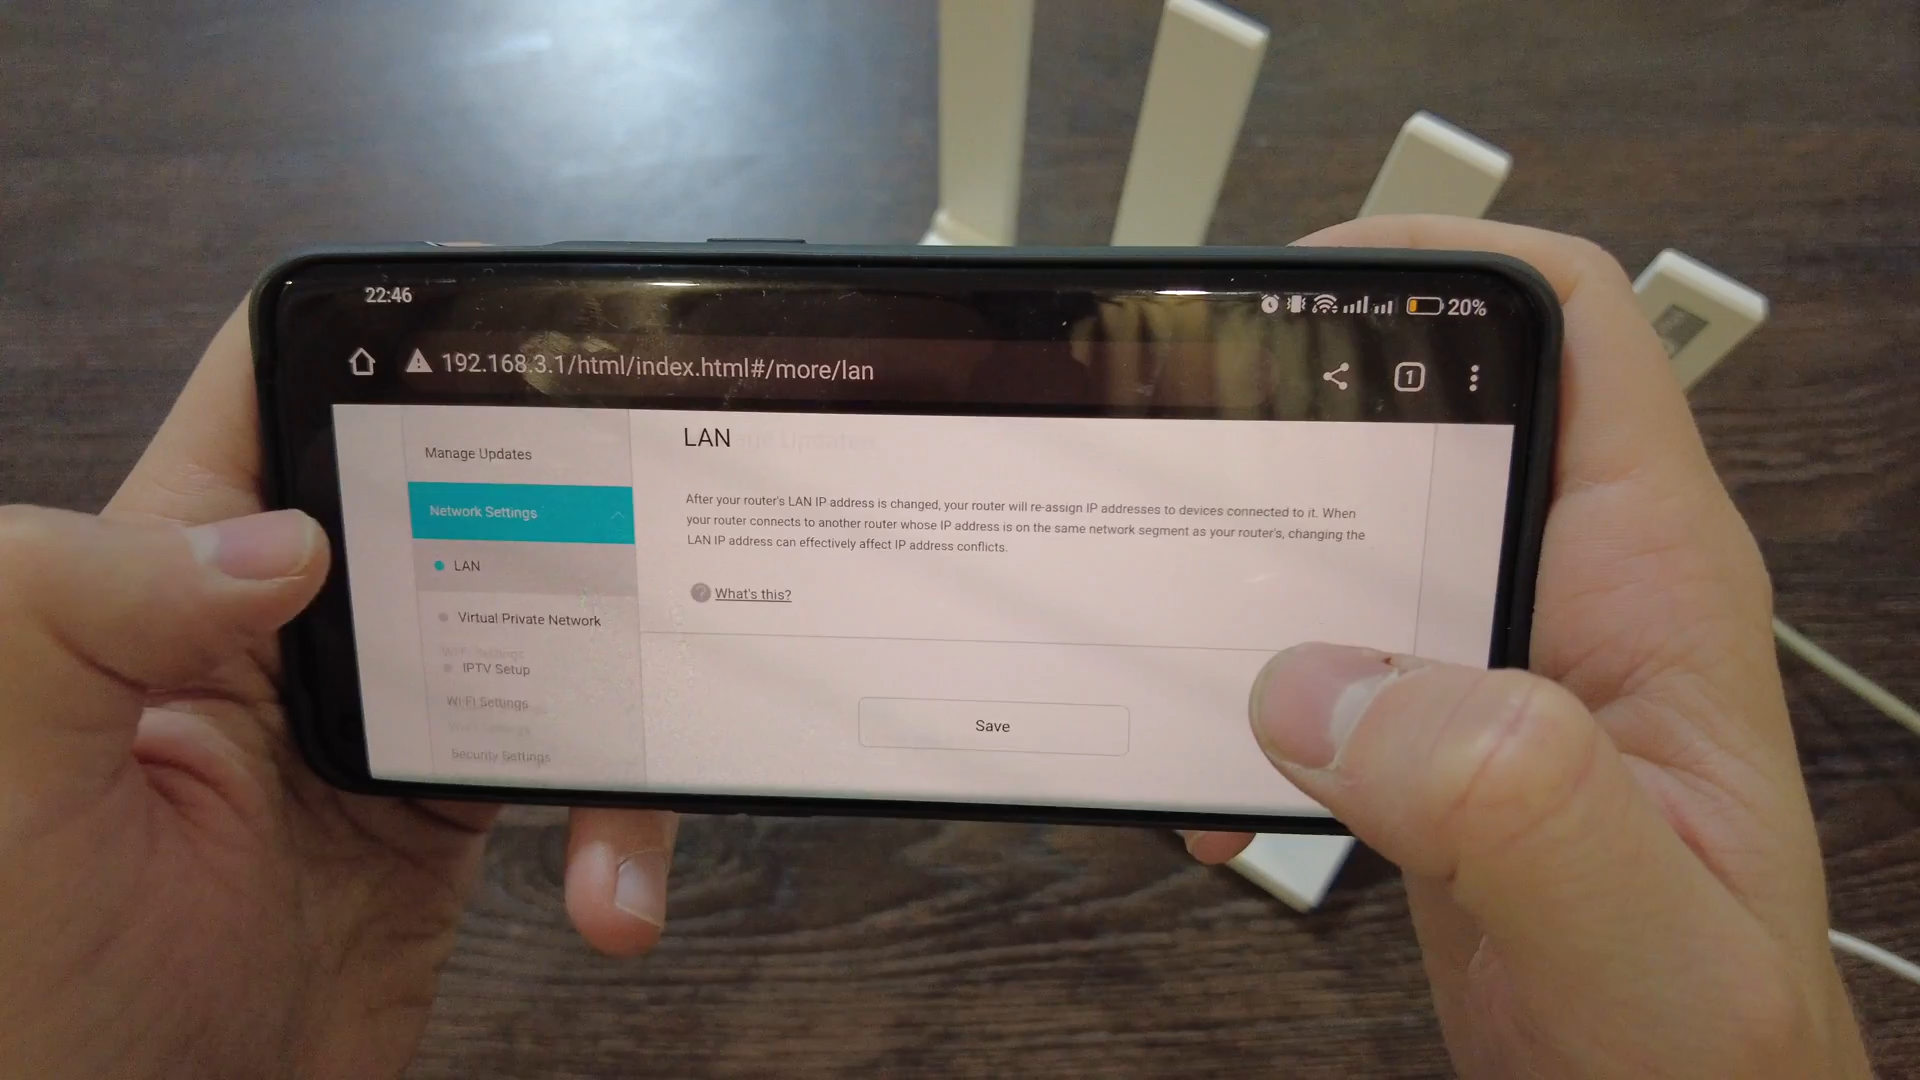 22:46
20%
192.168.3.1/html/index.html#/more/lan
1
Manage Updates
Network Settings
LAN
Virtual Private Network
IPTV Setup
Wi-Fi Settings
Security Settings
LAN
After your router's LAN IP address is changed, your router will re-assign IP addresses to devices connected to it. When
your router connects to another router whose IP address is on the same network segment as your router's, changing the
LAN IP address can effectively affect IP address conflicts.
? What's this?
Save